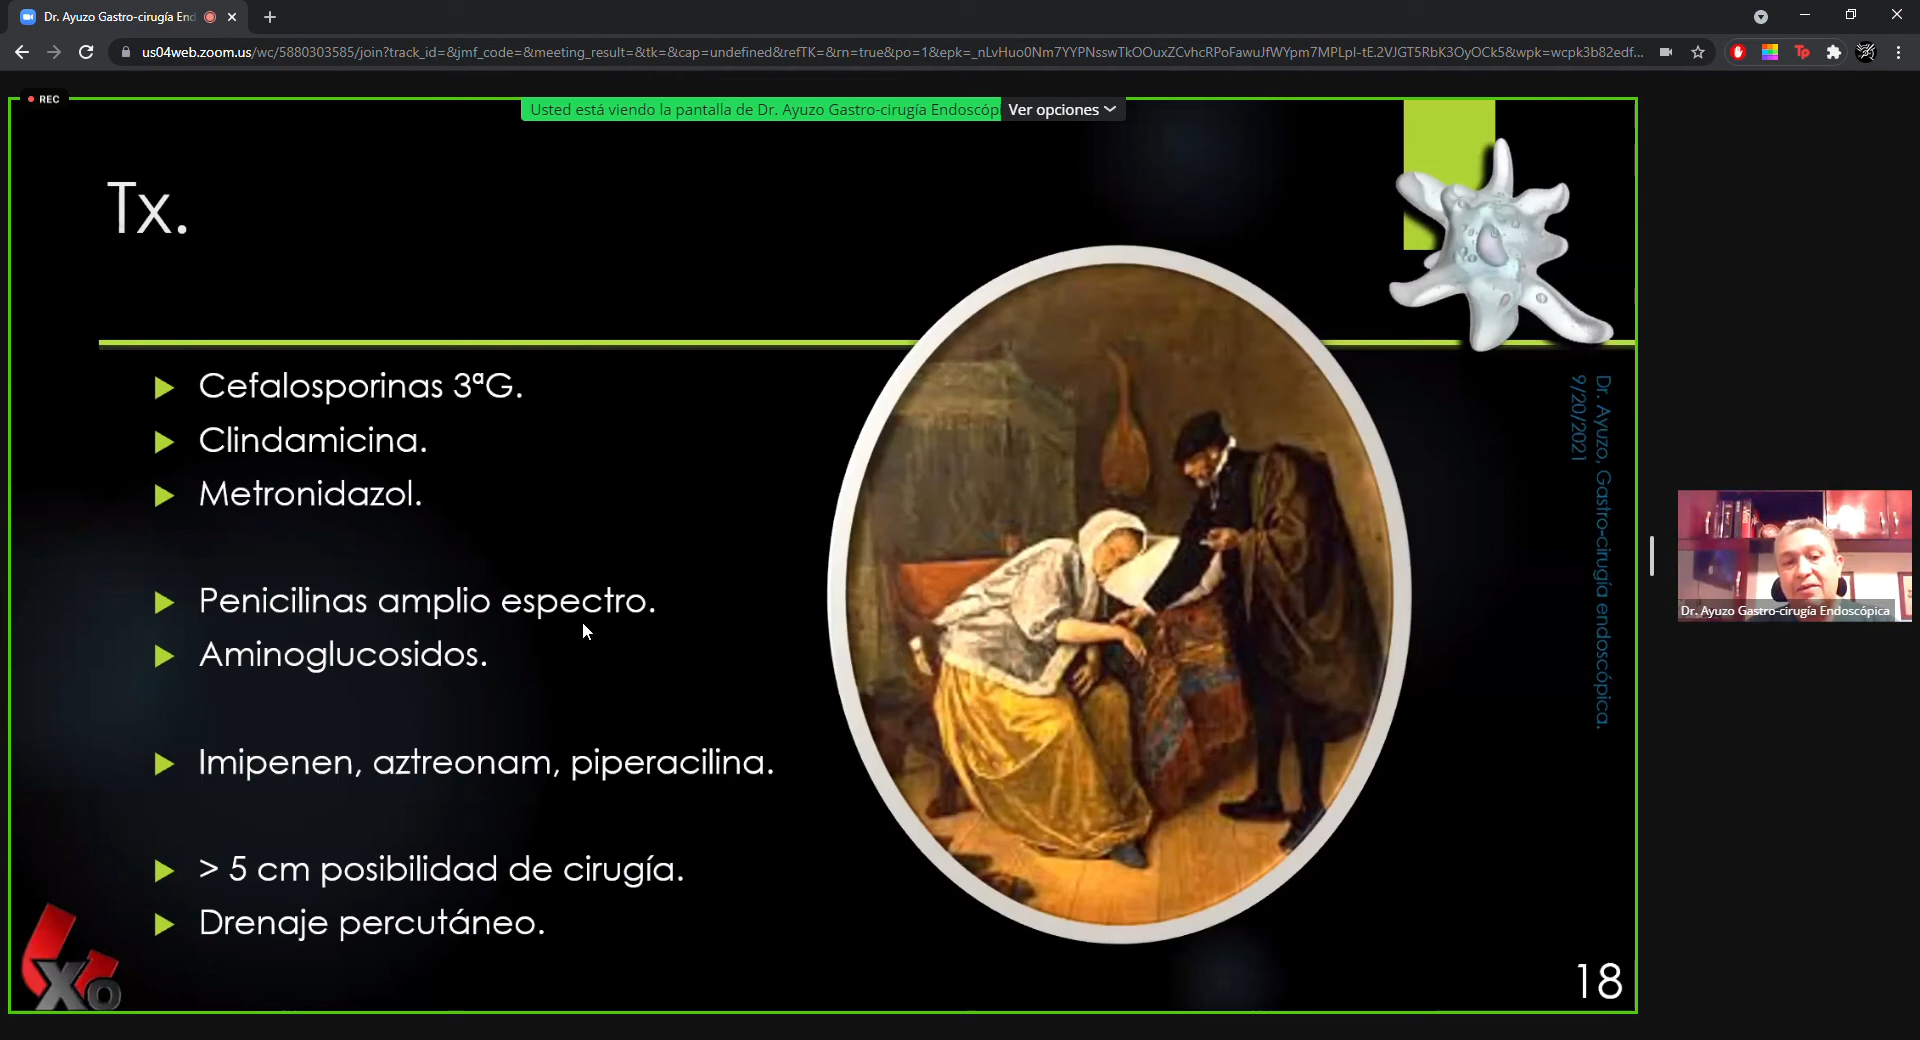 Dr. Ayuzo Gastro-cirugía End
us04web.zoom.us/wc/5880303585/join?track_id=&jmf_code=&meeting_result=&tk=&cap=undefined&refTK=&rn=true&po=1&epk=_nLvHuo0Nm7YYPNsswTkOOuxZCvhcRPoFawuJfWYpm7MPLpI-tE.2VJGT5RbK3OyOCk5&wpk=wcpk3b82edf...
REC
Usted está viendo la pantalla de Dr. Ayuzo Gastro-cirugía Endoscópi
Ver opciones
Tx.
Cefalosporinas 3ªG.
Clindamicina.
Metronidazol.
Penicilinas amplio espectro.
Aminoglucosidos.
Imipenen, aztreonam, piperacilina.
> 5 cm posibilidad de cirugía.
Drenaje percutáneo.
Dr. Ayuzo, Gastro-cirugía endoscópica.
9/20/2021
Dr. Ayuzo Gastro-cirugía Endoscópica
xo
18